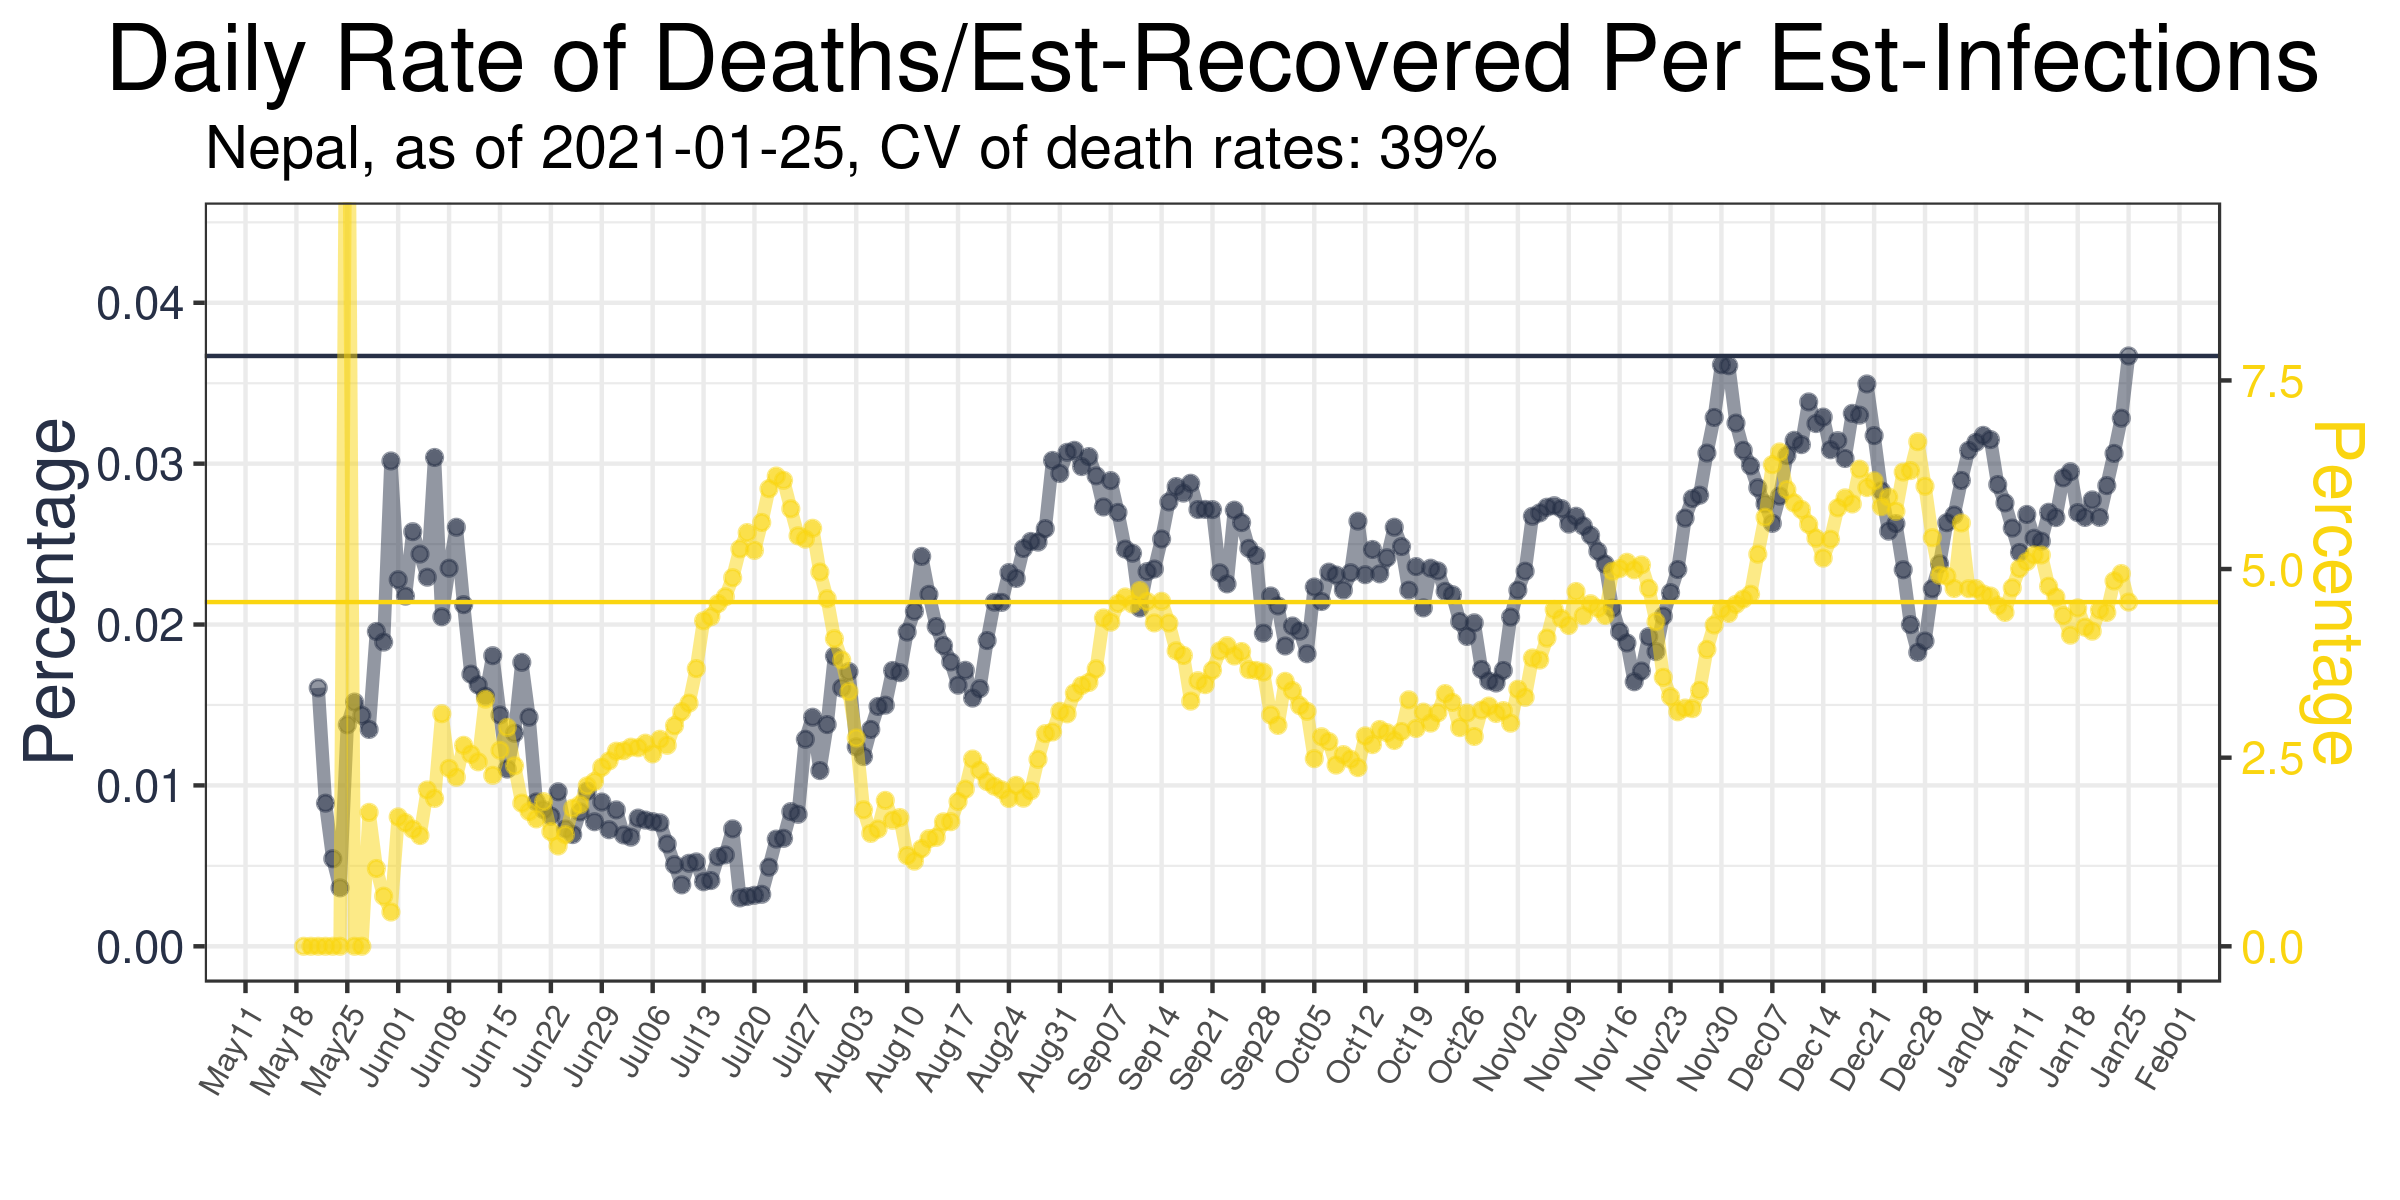 Daily Rate of Deaths/Est-Recovered Per Est-Infections
Nepal, as of 2021-01-25, CV of death rates: 39%
Percentage
0.04
0.03
0.02
0.01
0.00
7.5
5.0
2.5
0.0
Percentage
May11
May18
May25
Jun01
Jun08
Jun15
Jun22
Jun29
Jul06
Jul13
Jul20
Jul27
Aug03
Aug10
Aug17
Aug24
Aug31
Sep07
Sep14
Sep21
Sep28
Oct05
Oct12
Oct19
Oct26
Nov02
Nov09
Nov16
Nov23
Nov30
Dec07
Dec14
Dec21
Dec28
Jan04
Jan11
Jan18
Jan25
Feb01